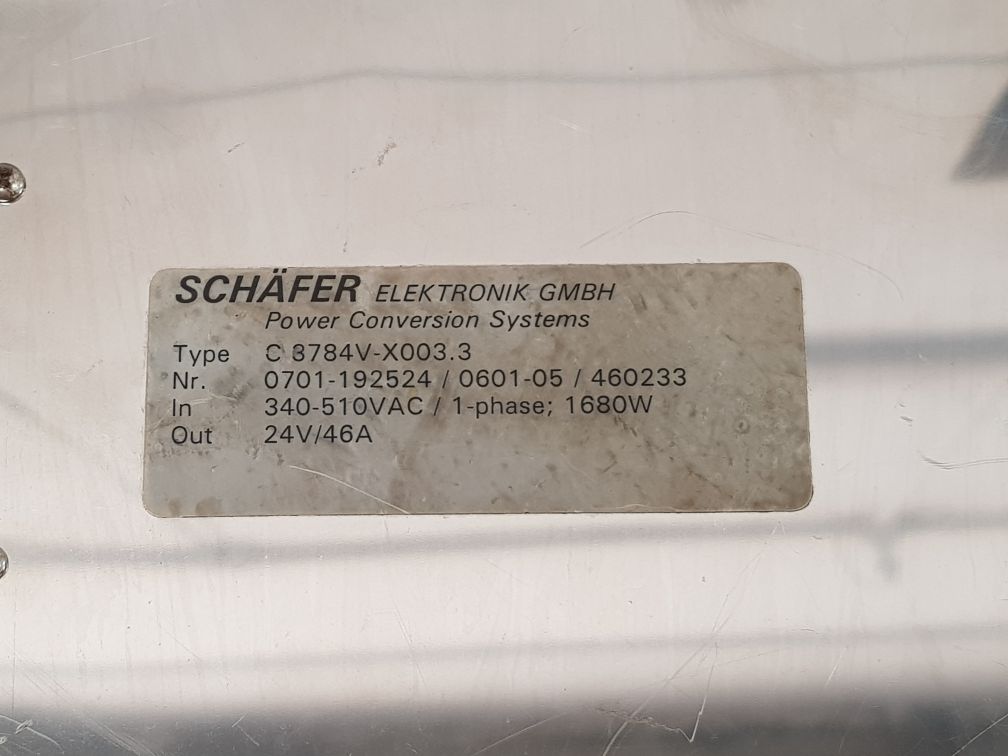 SCHÄFER ELEKTRONIK GMBH
Power Conversion Systems
Type C 3784V-X003.3
Nr. 0701-192524 / 0601-05 / 460233
In 340-510VAC / 1-phase; 1680W
Out 24V/46A